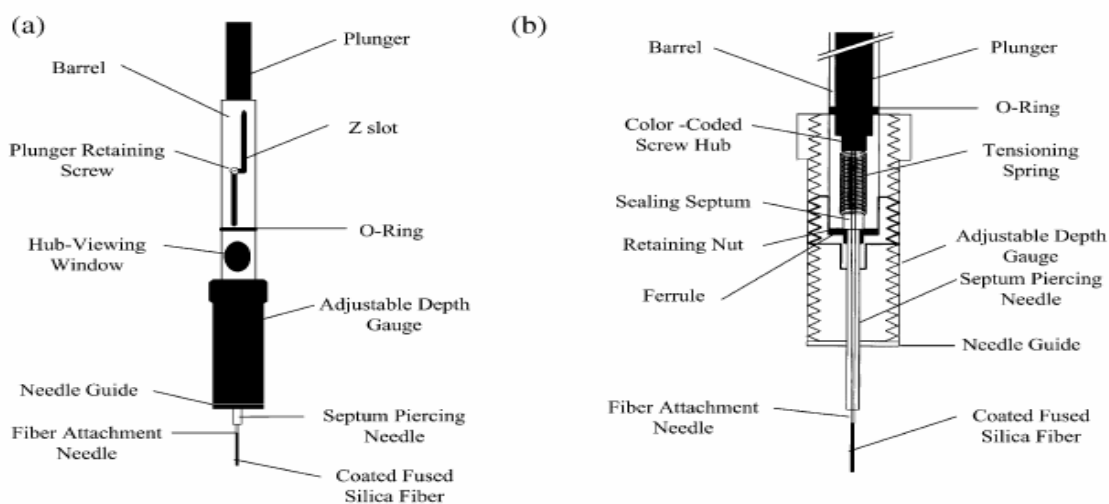 (a)
Plunger
Barrel
Z slot
Plunger Retaining
Screw
O-Ring
Hub-Viewing
Window
Adjustable Depth
Gauge
Needle Guide
Septum Piercing
Needle
Fiber Attachment
Needle
Coated Fused
Silica Fiber
(b)
Barrel
Plunger
O-Ring
Color -Coded
Screw Hub
Tensioning
Spring
Sealing Septum
Retaining Nut
Adjustable Depth
Gauge
Septum Piercing
Needle
Ferrule
Needle Guide
Fiber Attachment
Needle
Coated Fused
Silica Fiber